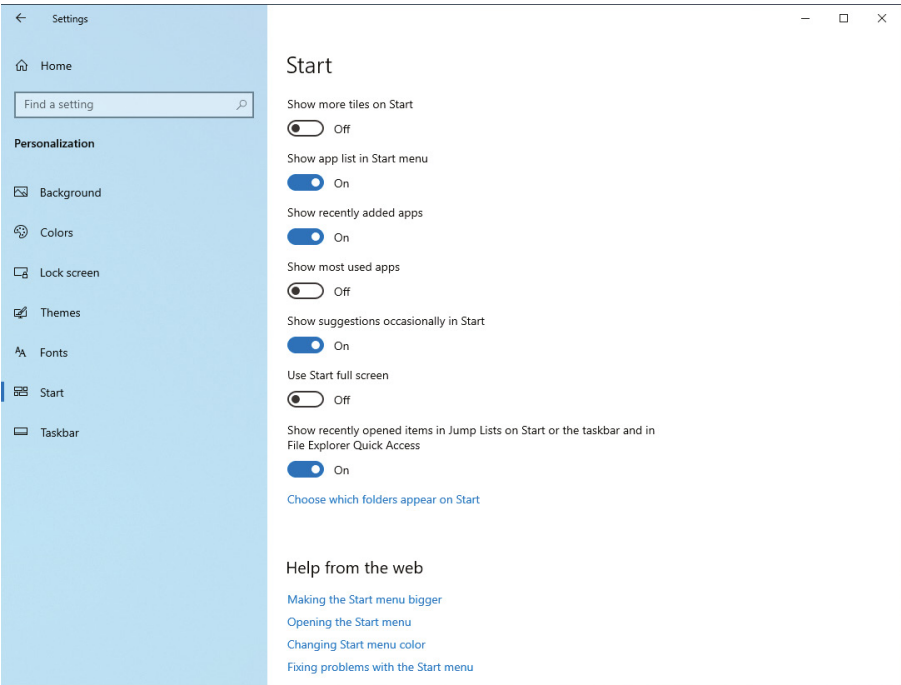 Settings
Home
Find a setting
Personalization
Background
Colors
Lock screen
Themes
Fonts
Start
Taskbar
Start
Show more tiles on Start
Off
Show app list in Start menu
On
Show recently added apps
On
Show most used apps
Off
Show suggestions occasionally in Start
On
Use Start full screen
Off
Show recently opened items in Jump Lists on Start or the taskbar and in
File Explorer Quick Access
On
Choose which folders appear on Start
Help from the web
Making the Start menu bigger
Opening the Start menu
Changing Start menu color
Fixing problems with the Start menu